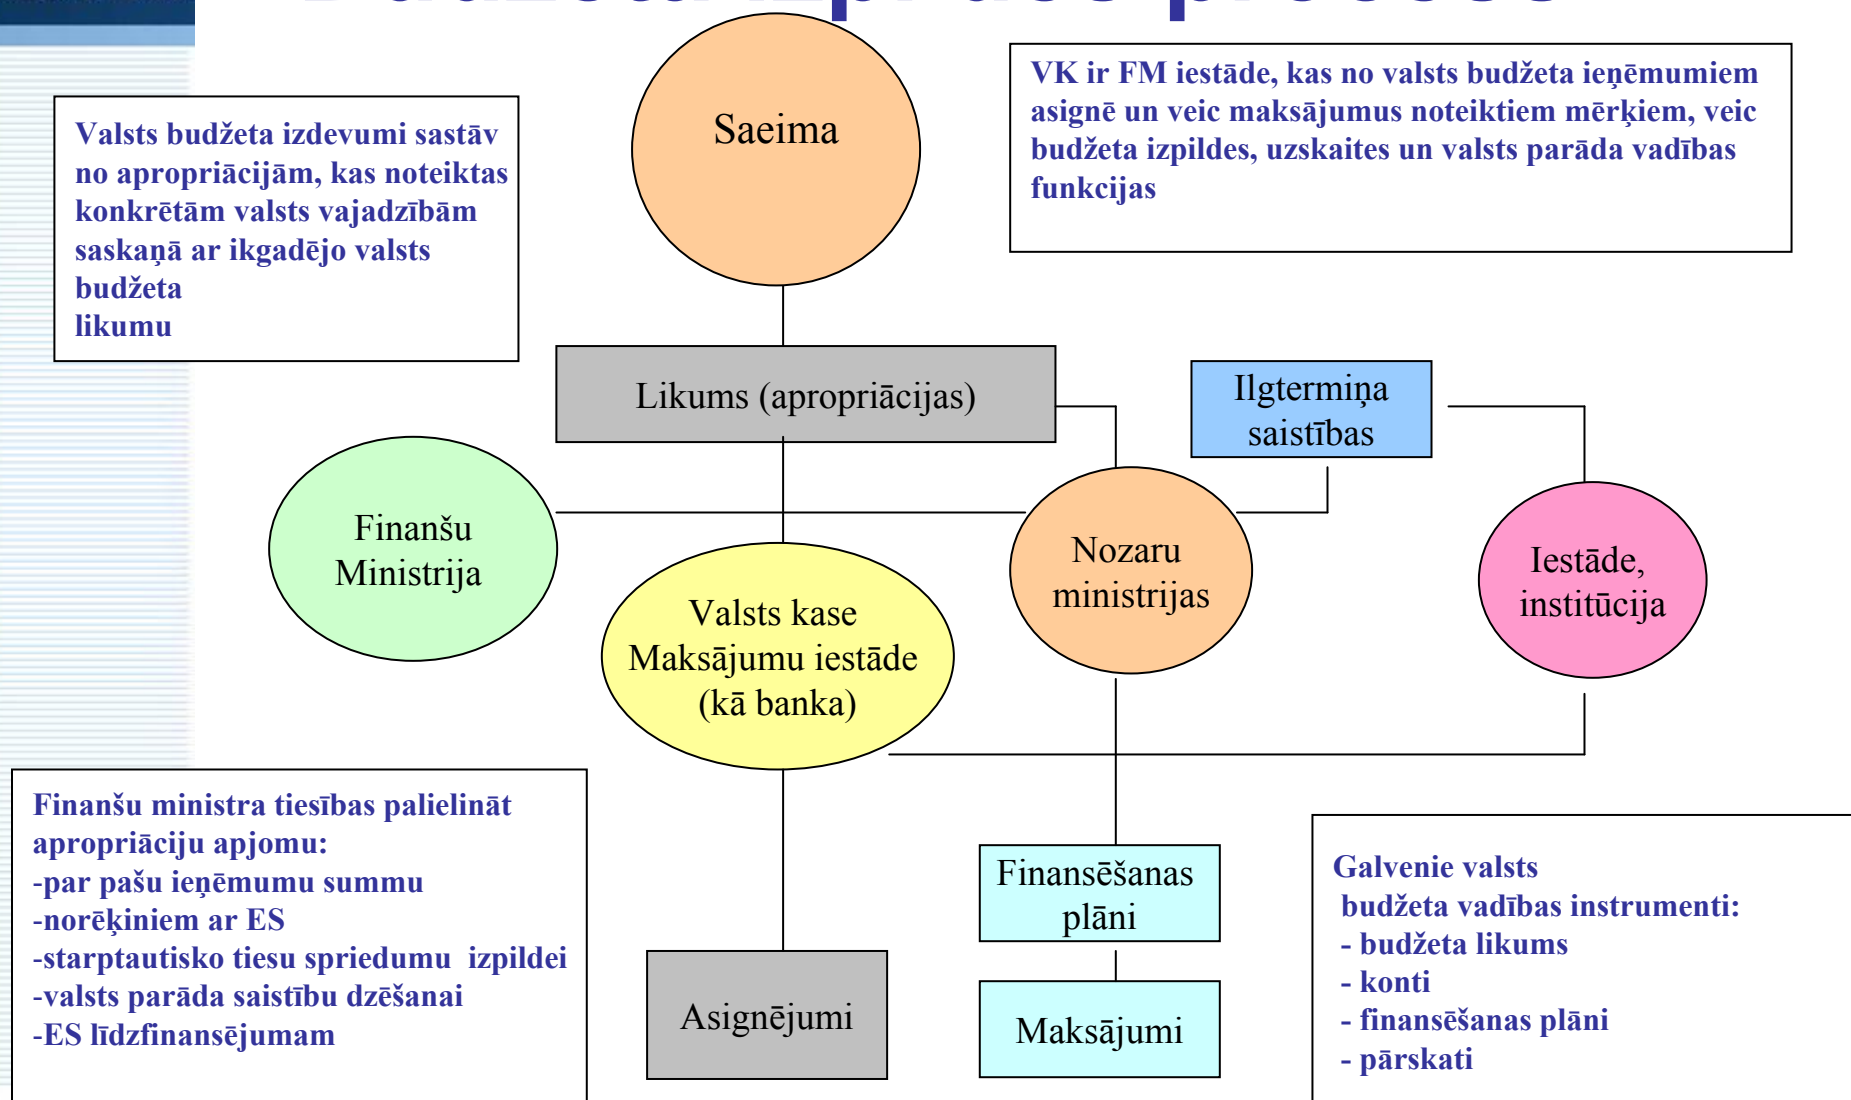 Saeima
VK ir FM iestāde, kas no valsts budžeta ieņēmumiem
asignē un veic maksājumus noteiktiem mērķiem, veic
budžeta izpildes, uzskaites un valsts parāda vadības
funkcijas
Valsts budžeta izdevumi sastāv
no apropriācijām, kas noteiktas
konkrētām valsts vajadzībām
saskaņā ar ikgadējo valsts
budžeta
likumu
Likums (apropriācijas)
Ilgtermiņa
saistības
Finanšu
Ministrija
Valsts kase
Maksājumu iestāde
(kā banka)
Nozaru
ministrijas
Iestāde,
institūcija
Finanšu ministra tiesības palielināt
apropriāciju apjomu:
-par pašu ieņēmumu summu
-norēķiniem ar ES
-starptautisko tiesu spriedumu  izpildei
-valsts parāda saistību dzēšanai
-ES līdzfinansējumam
Asignējumi
Finansēšanas
plāni
Maksājumi
Galvenie valsts
budžeta vadības instrumenti:
- budžeta likums
- konti
- finansēšanas plāni
- pārskati